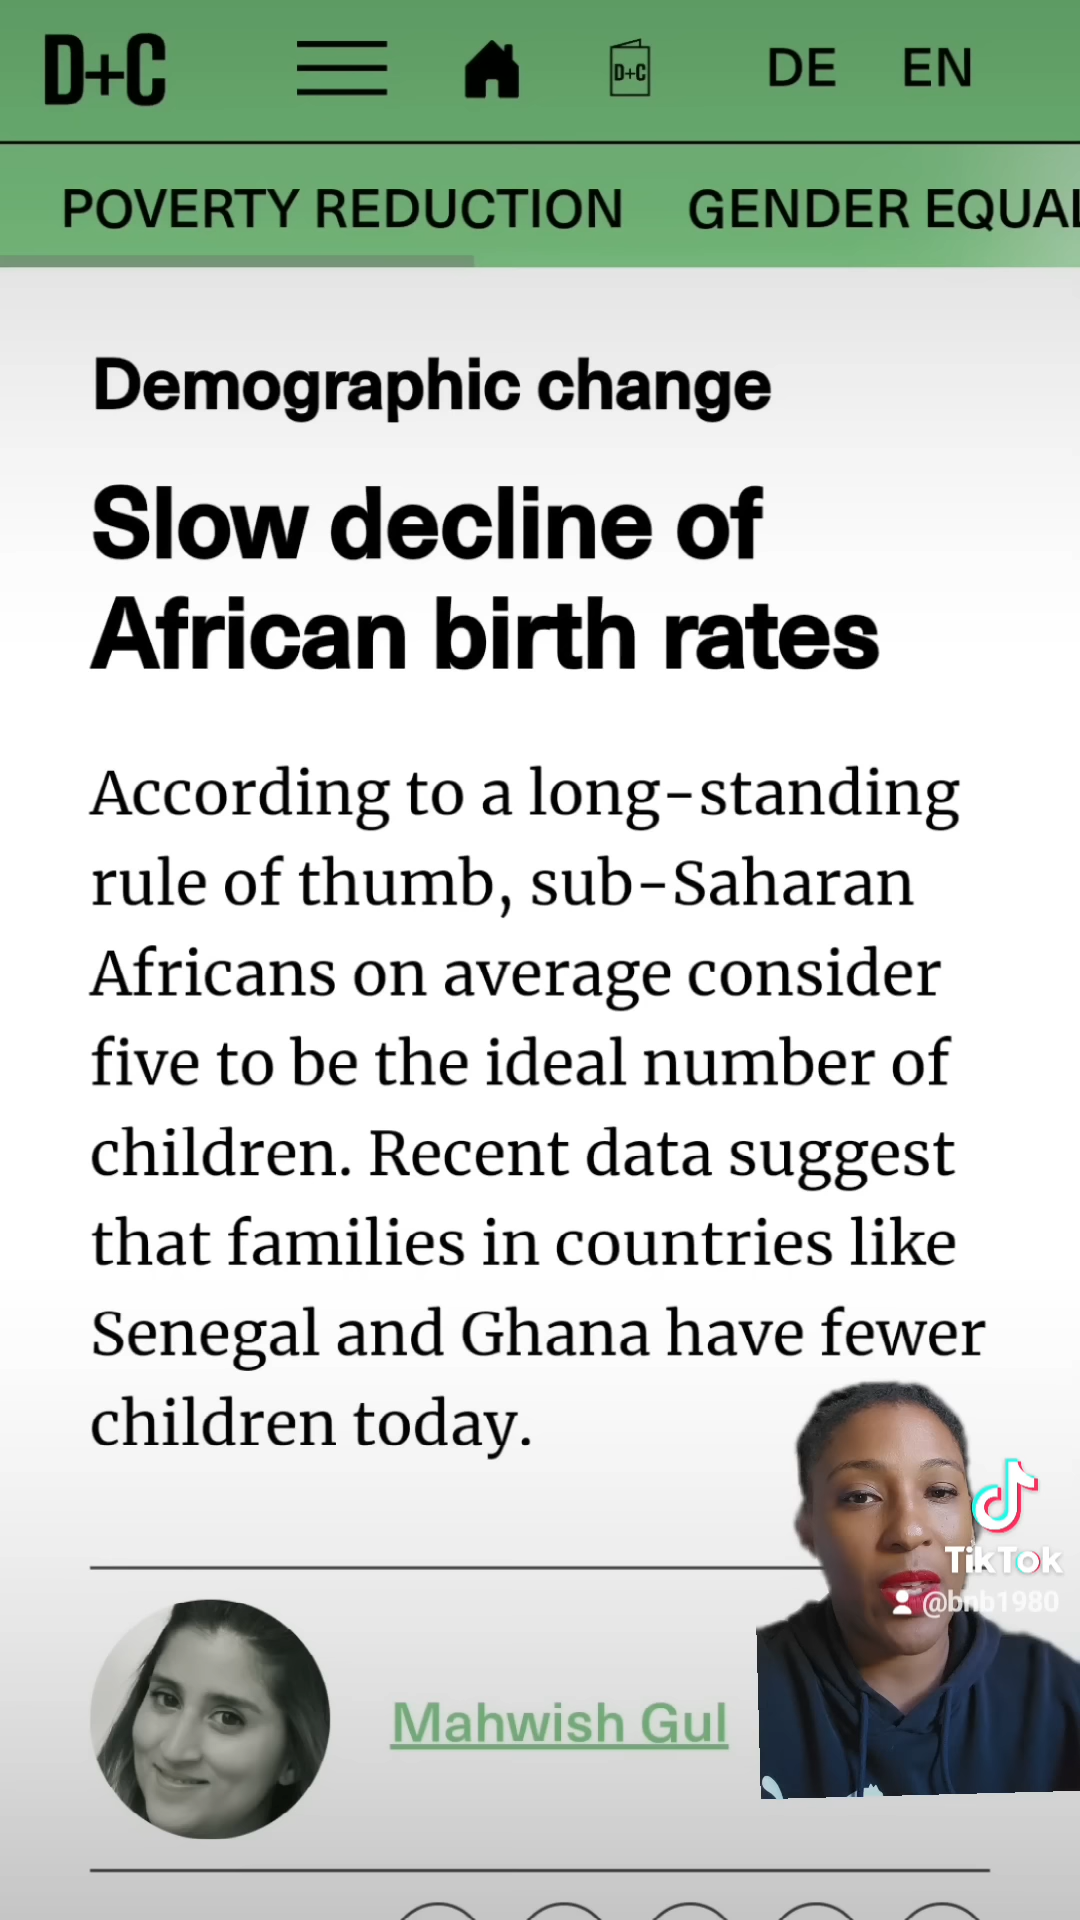 D+C
D+C
DE EN
POVERTY REDUCTION GENDER EQUAL
Demographic change
Slow decline of
African birth rates
According to a long-standing
rule of thumb, sub-Saharan
Africans on average consider
five to be the ideal number of
children. Recent data suggest
that families in countries like
Senegal and Ghana have fewer
children today.
TikTok
@bnb1980
Mahwish Gul